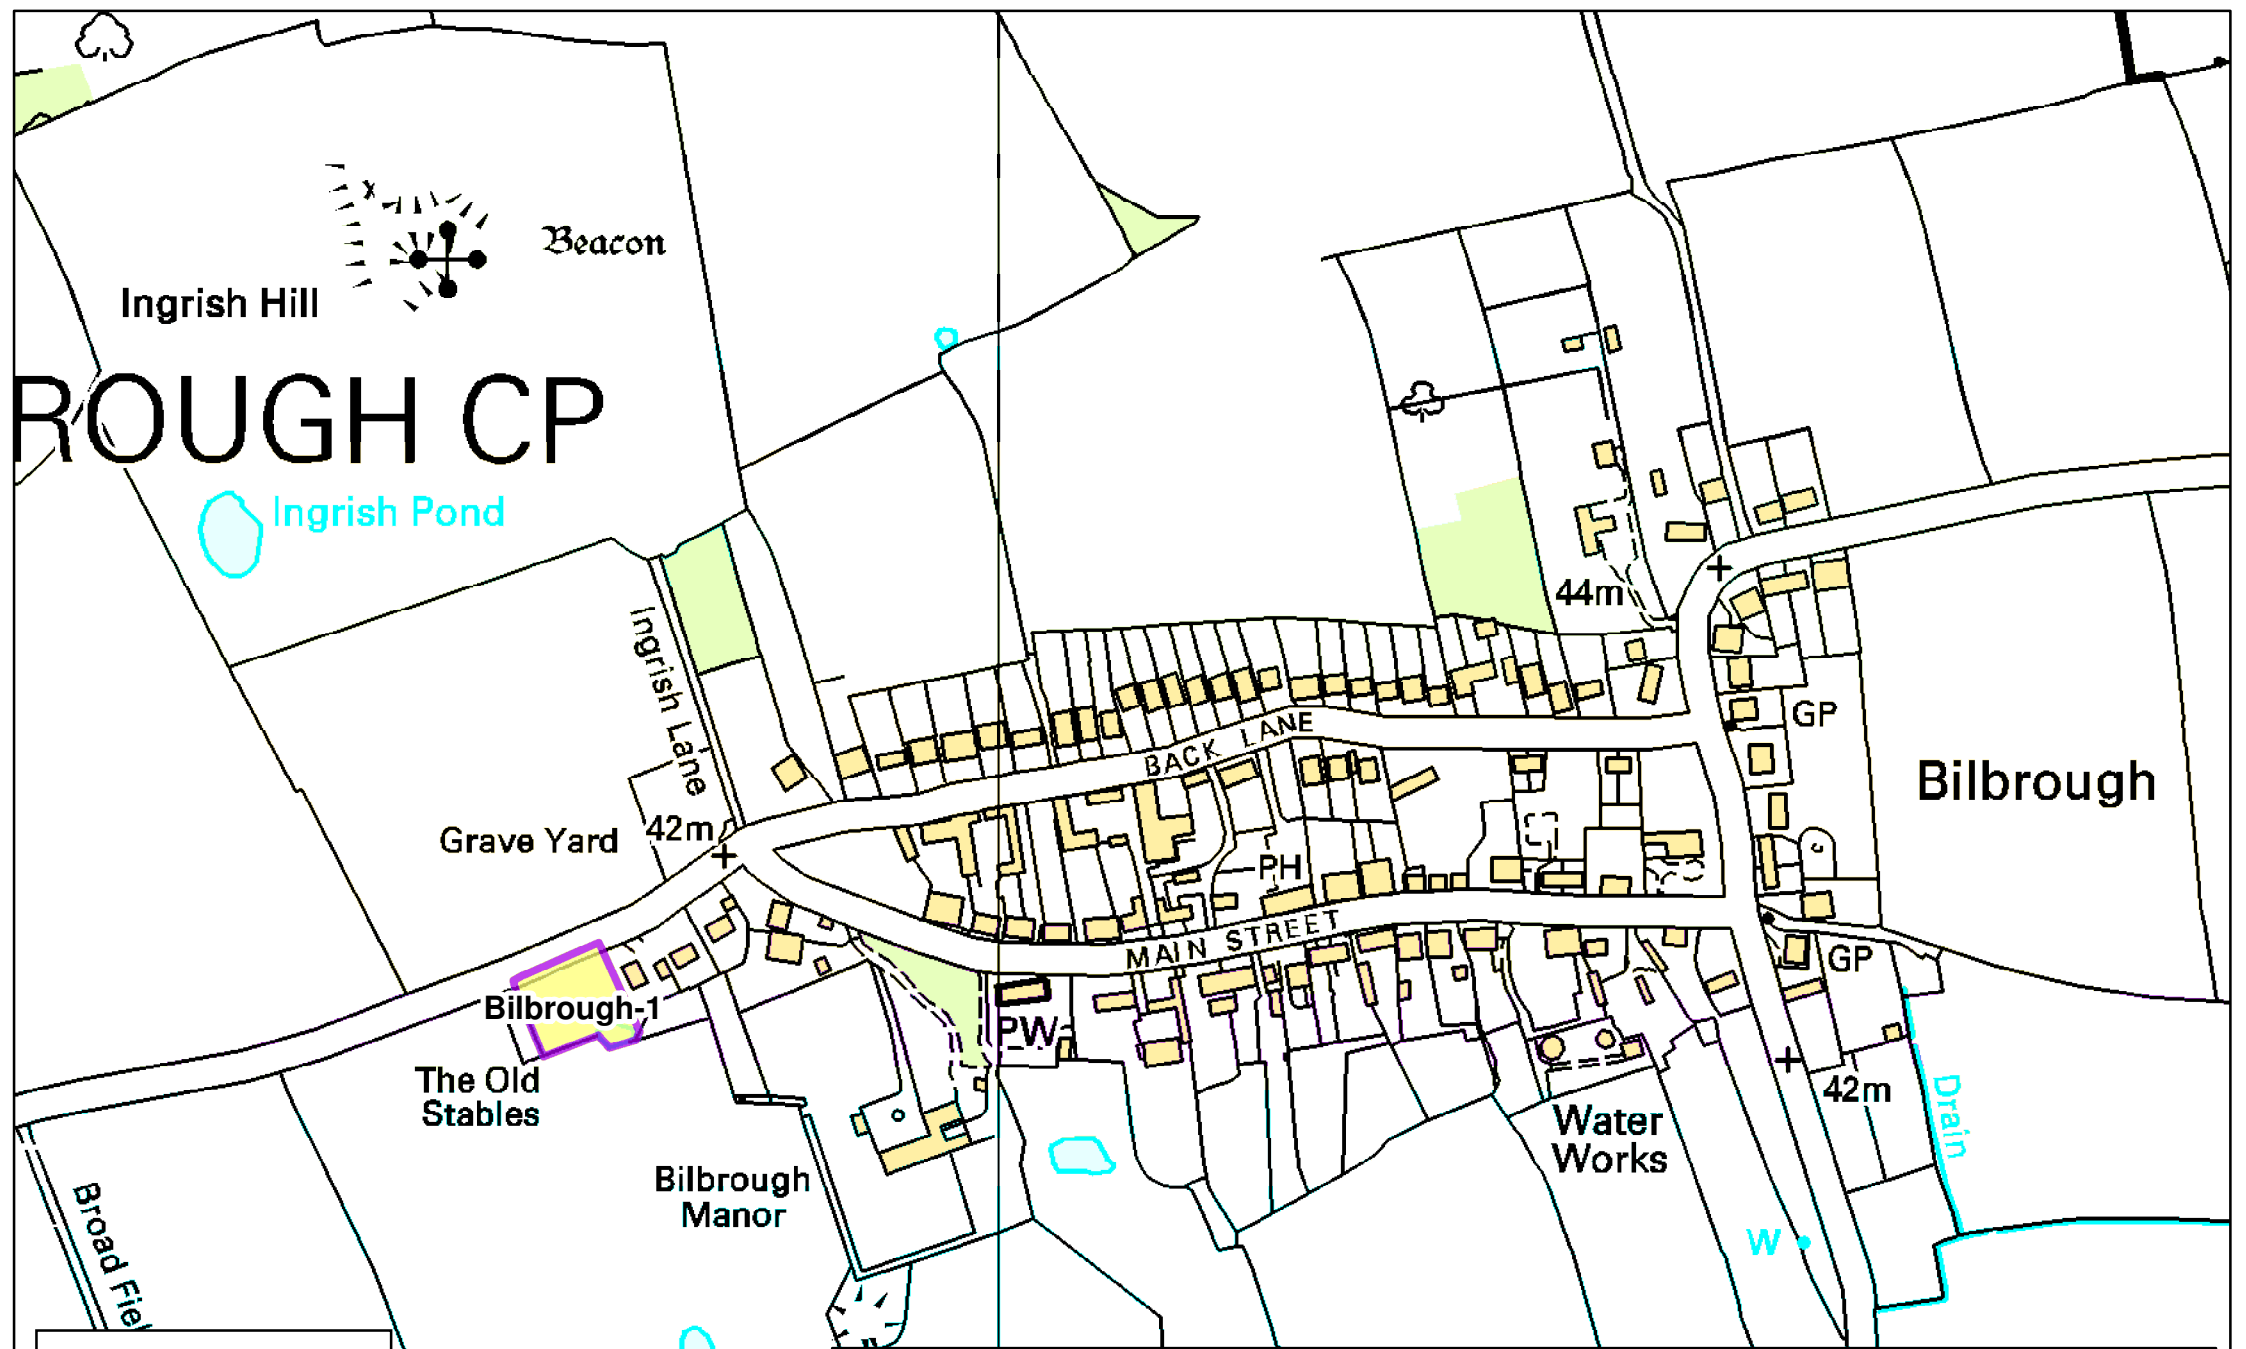 Beacon
Ingrish Hill
ROUGH CP
Ingrish Pond
44m
Ingrish Lane
GP
BACK LANE
Bilbrough
Grave Yard
42m
PH
MAIN STREET
GP
Bilbrough-1
PW
The Old
Stables
42m
Drain
Water
Works
Bilbrough
Manor
Broad Fiel
W